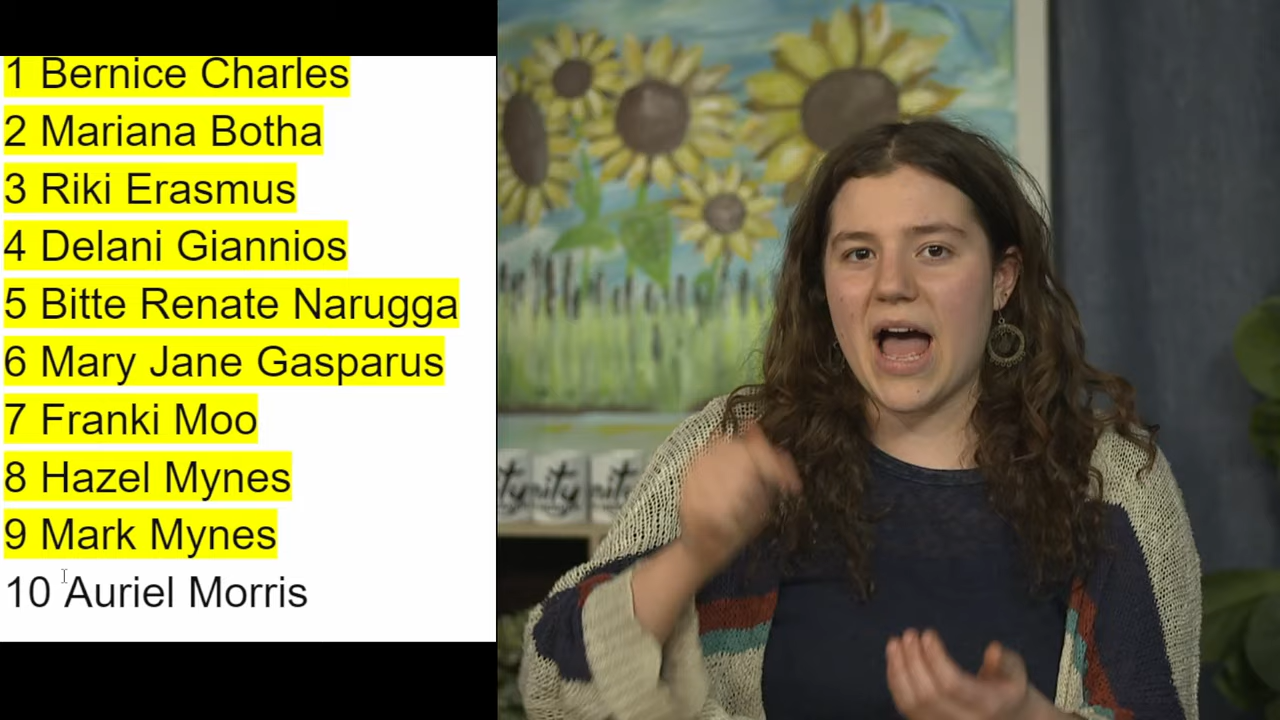 1 Bernice Charles
2 Mariana Botha
3 Riki Erasmus
4 Delani Giannios
5 Bitte Renate Narugga
6 Mary Jane Gasparus
7 Franki Moo
8 Hazel Mynes
9 Mark Mynes
10 Auriel Morris